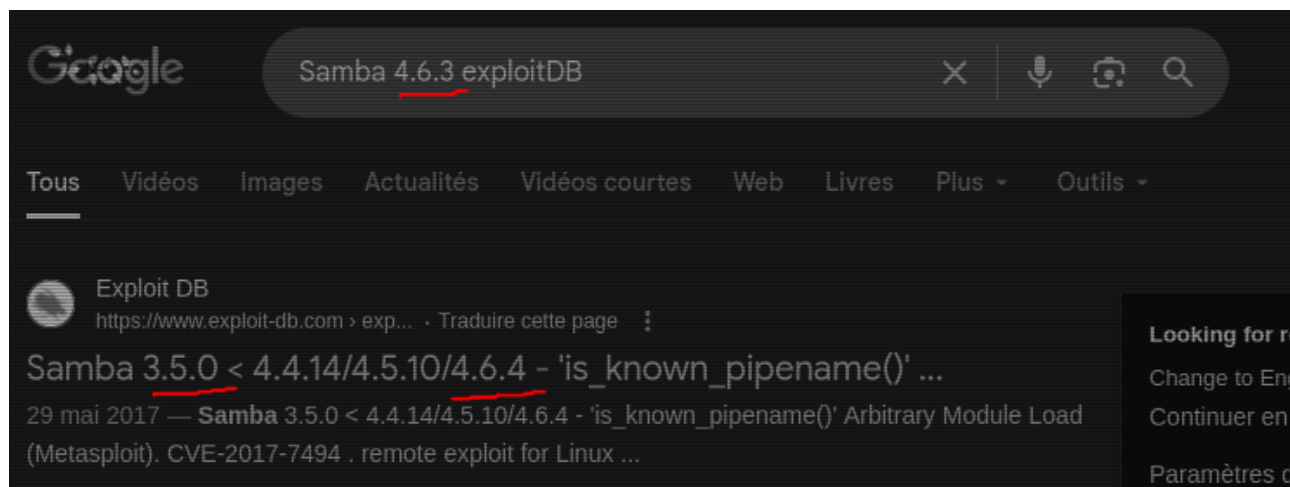 Google
Samba 4.6.3 exploitDB
Tous Vidéos Images Actualités Vidéos courtes Web Livres Plus Outils
Exploit DB
https://www.exploit-db.com › exp... · Traduire cette page
Samba 3.5.0 < 4.4.14/4.5.10/4.6.4 - 'is_known_pipename()' ...
29 mai 2017 — Samba 3.5.0 < 4.4.14/4.5.10/4.6.4 - 'is_known_pipename()' Arbitrary Module Load
(Metasploit). CVE-2017-7494 . remote exploit for Linux ...
Looking for
Change to
Continuer en
Paramètres